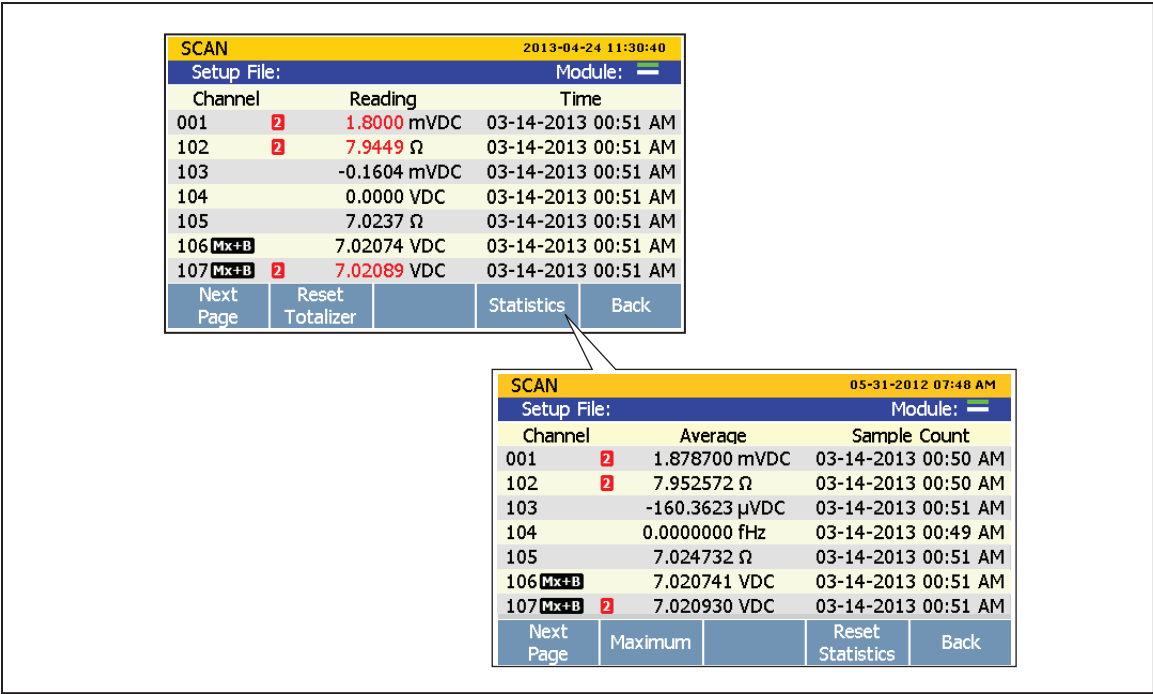 SCAN 2013-04-24 11:30:40
Setup File: Module:
Channel Reading Time
001 2 1.8000 mVDC 03-14-2013 00:51 AM
102 2 7.9449 Ω 03-14-2013 00:51 AM
103 -0.1604 mVDC 03-14-2013 00:51 AM
104 0.0000 VDC 03-14-2013 00:51 AM
105 7.0237 Ω 03-14-2013 00:51 AM
106 Mx+B 7.02074 VDC 03-14-2013 00:51 AM
107 Mx+B 2 7.02089 VDC 03-14-2013 00:51 AM
Next Page Reset Totalizer Statistics Back
SCAN 05-31-2012 07:48 AM
Setup File: Module:
Channel Average Sample Count
001 2 1.878700 mVDC 03-14-2013 00:50 AM
102 2 7.952572 Ω 03-14-2013 00:50 AM
103 -160.3623 µVDC 03-14-2013 00:51 AM
104 0.0000000 fHz 03-14-2013 00:49 AM
105 7.024732 Ω 03-14-2013 00:51 AM
106 Mx+B 7.020741 VDC 03-14-2013 00:51 AM
107 Mx+B 2 7.020930 VDC 03-14-2013 00:51 AM
Next Page Maximum Reset Statistics Back